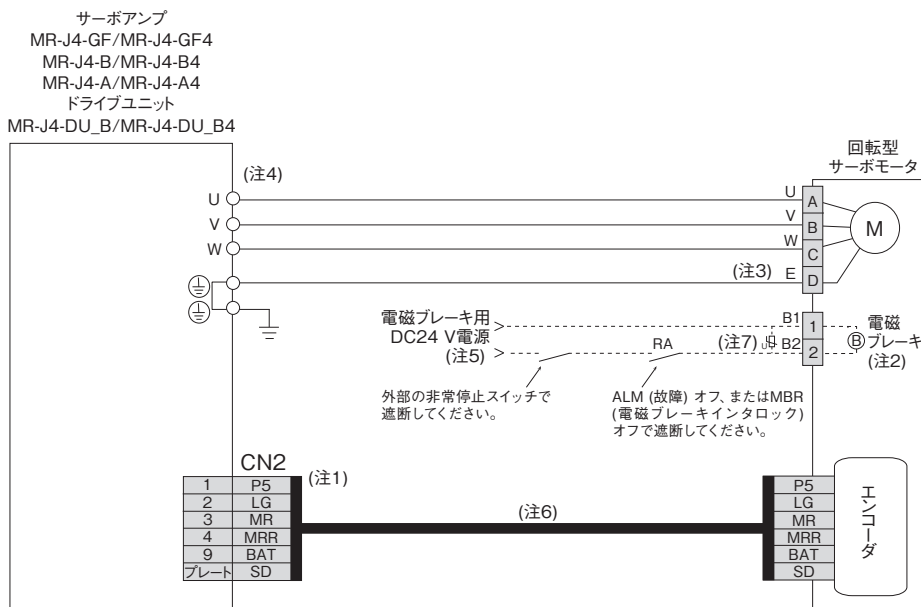 サーボアンプ
MR-J4-GF/MR-J4-GF4
MR-J4-B/MR-J4-B4
MR-J4-A/MR-J4-A4
ドライブユニット
MR-J4-DU_B/MR-J4-DU_B4
回転型
サーボモータ
(注4)
U
V
W
U
V
W
(注3) E
A
B
C
D
M
電磁ブレーキ用
DC24 V電源
(注5)
RA
(注7)
B1
B2
1
2
B
電磁
ブレーキ
(注2)
外部の非常停止スイッチで
遮断してください。
ALM (故障) オフ、またはMBR
(電磁ブレーキインタロック)
オフで遮断してください。
CN2
(注1)
1 P5
2 LG
3 MR
4 MRR
9 BAT
プレート SD
(注6)
P5
LG
MR
MRR
BAT
SD
エンコーダ